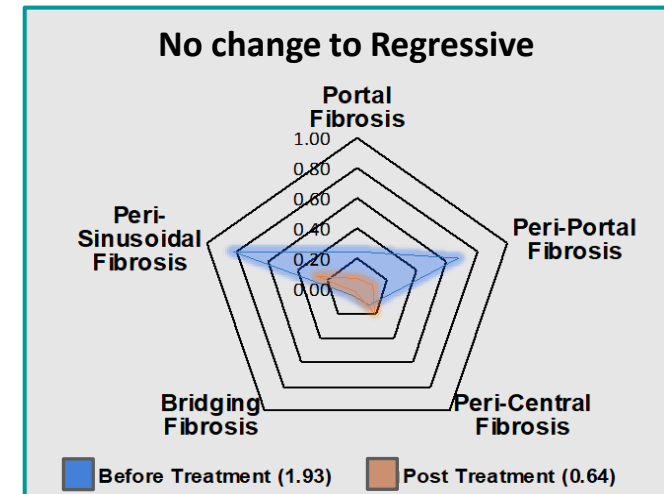 No change to Regressive
Portal
Fibrosis
1.00
0.80
0.60
0.40
0.20
0.00
Peri-
Sinusoidal
Fibrosis
Peri-Portal
Fibrosis
Bridging
Fibrosis
Peri-Central
Fibrosis
Before Treatment (1.93)
Post Treatment (0.64)